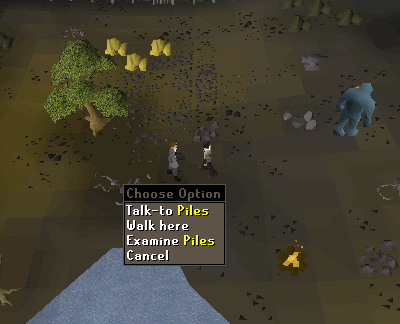 Choose Option
Talk-to Piles
Walk here
Examine Piles
Cancel